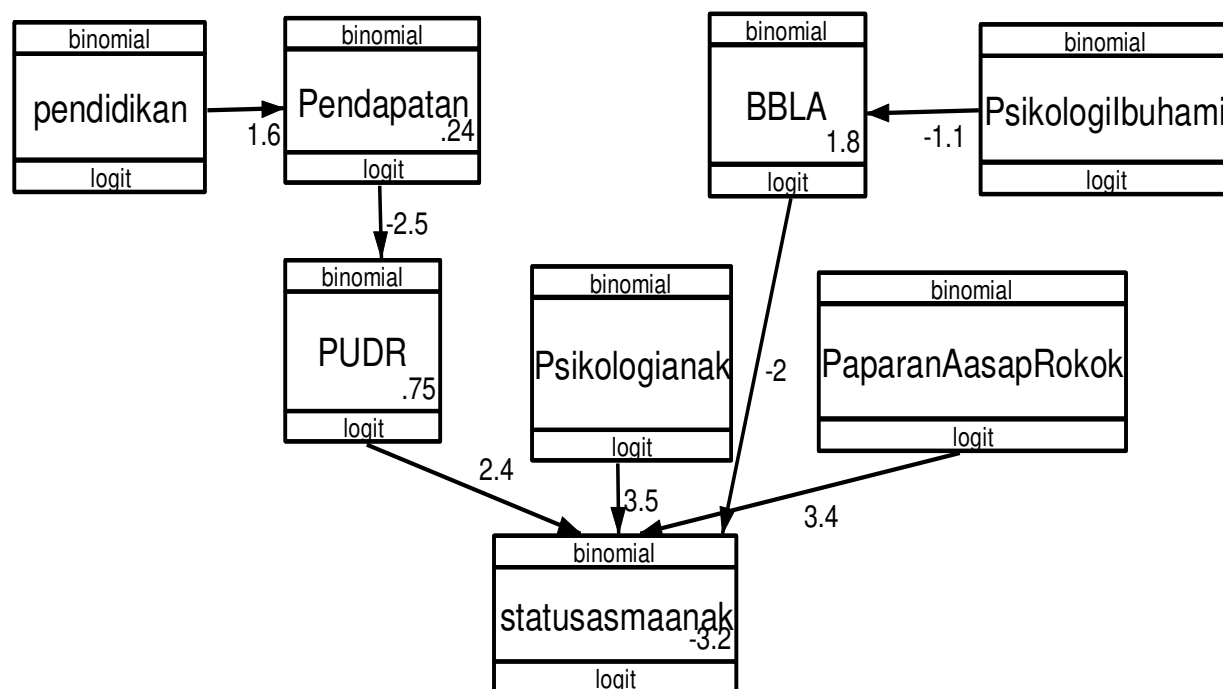 binomial
pendidikan
logit
1.6
binomial
Pendapatan
.24
logit
-2.5
binomial
BBLA
1.8
logit
-1.1
binomial
PsikologiIbuhami
logit
binomial
PUDR
.75
logit
2.4
binomial
Psikologianak
logit
3.5
-2
binomial
PaparanAasapRokok
logit
3.4
binomial
statusasmaanak
-3.2
logit